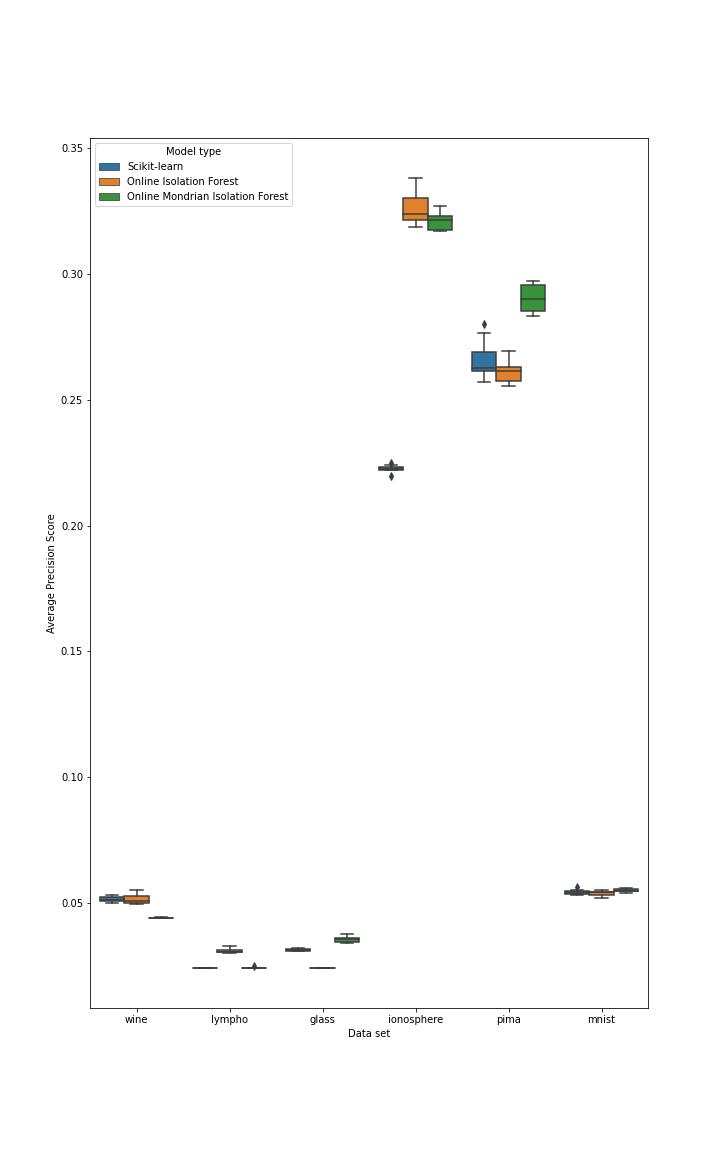 Model type
Scikit-learn
Online Isolation Forest
Online Mondrian Isolation Forest
Average Precision Score
0.35
0.30
0.25
0.20
0.15
0.10
0.05
wine lympho glass ionosphere pima mnist
Data set